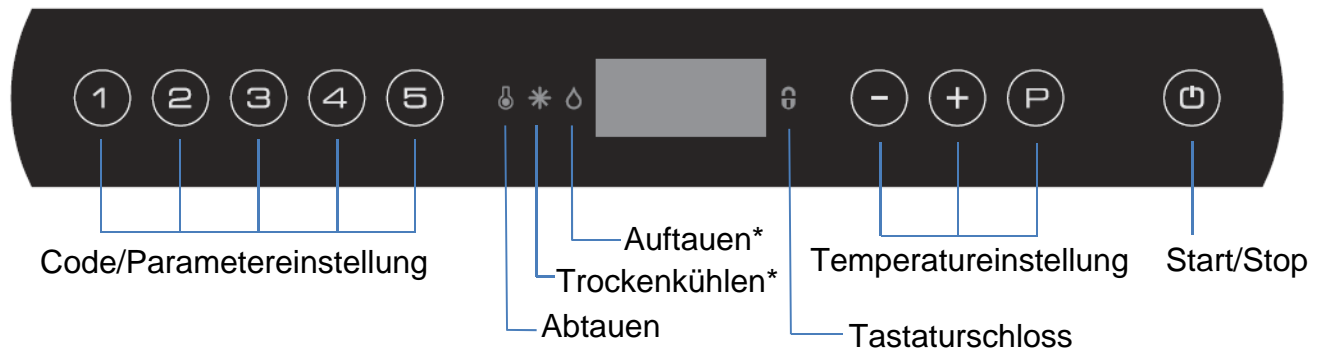 1 2 3 4 5 - + P
Auftauen*
Code/Parametereinstellung
Temperatureinstellung
Start/Stop
Trockenkühlen*
Abtauen
Tastaturschloss